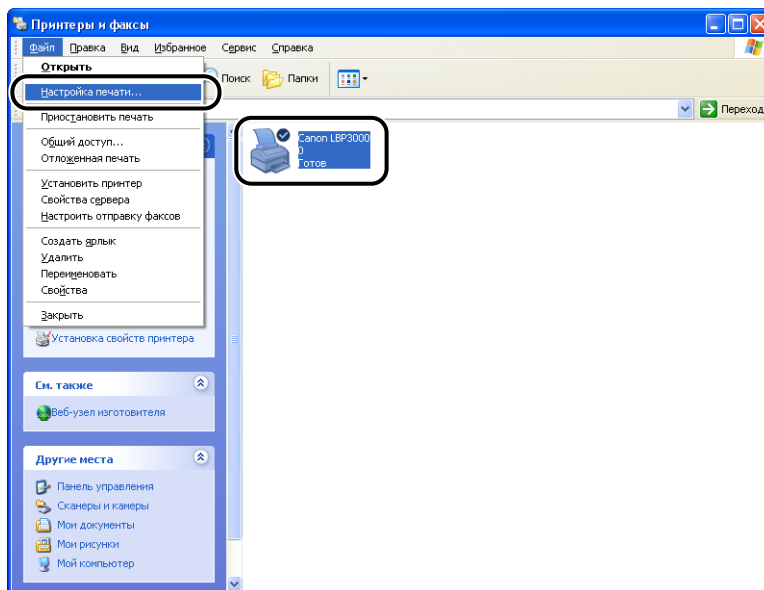 Принтеры и факсы
Файл Правка Вид Избранное Сервис Справка
Поиск Папки
Переход
Открыть
Настройка печати...
Приостановить печать
Общий доступ...
Отложенная печать
Установить принтер
Свойства сервера
Настроить отправку факсов
Создать ярлык
Удалить
Переименовать
Свойства
Закрыть
Установка свойств принтера
См. также
Веб-узел изготовителя
Другие места
Панель управления
Сканеры и камеры
Мои документы
Мои рисунки
Мой компьютер
Canon LBP3000
0
Готов